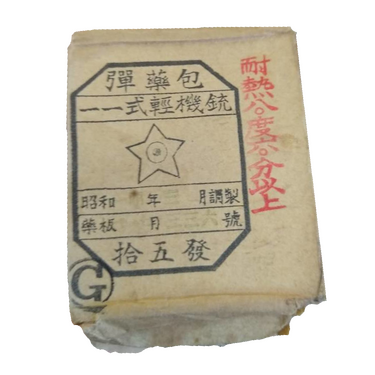 彈藥包
一一式輕機銃
昭和 年 月調製
藥板 月 號
拾五發
G
耐熱八〇度六〇分以上